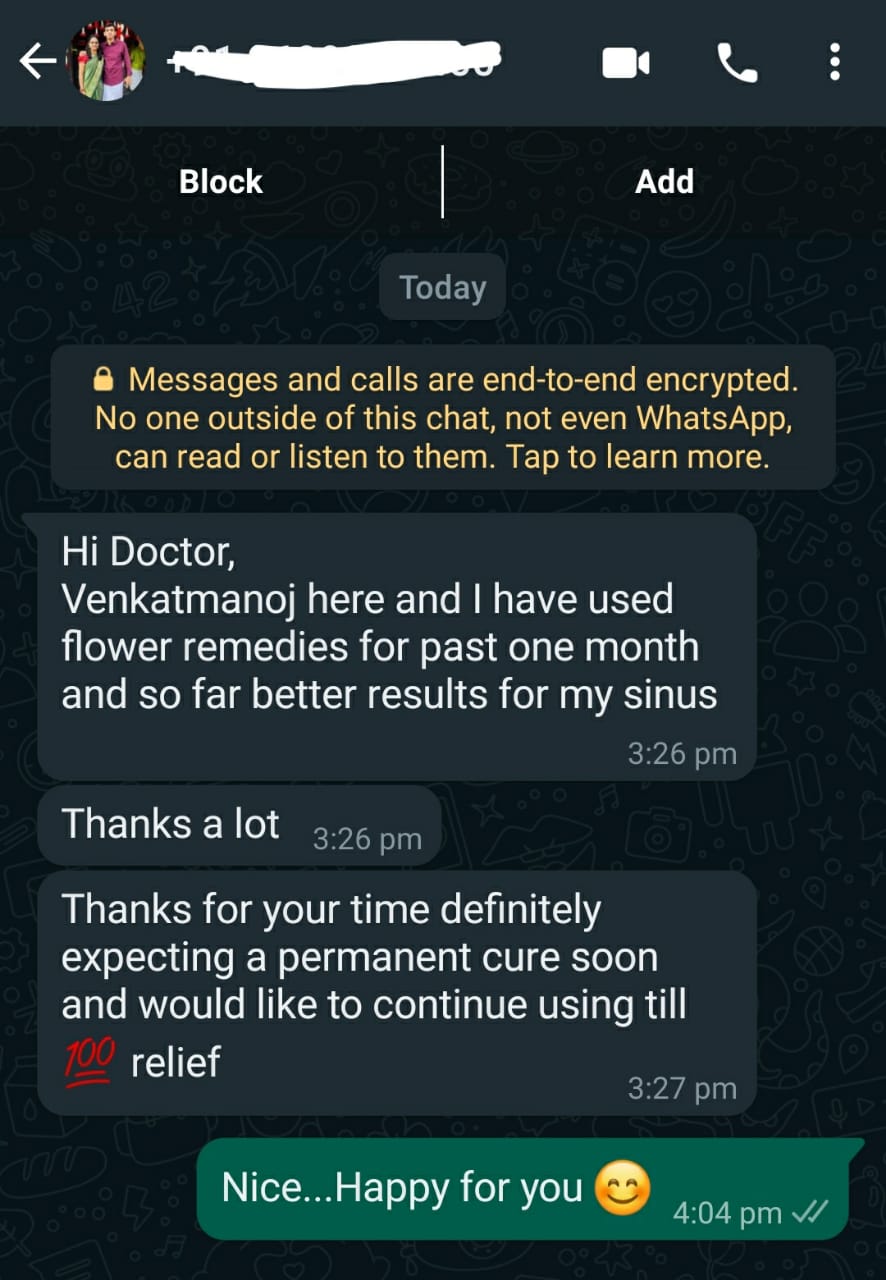 Block
Add
Today
Messages and calls are end-to-end encrypted.
No one outside of this chat, not even WhatsApp,
can read or listen to them. Tap to learn more.
Hi Doctor,
Venkatmanoj here and I have used
flower remedies for past one month
and so far better results for my sinus
3:26 pm
Thanks a lot 3:26 pm
Thanks for your time definitely
expecting a permanent cure soon
and would like to continue using till
💯 relief
3:27 pm
Nice...Happy for you 😊 4:04 pm